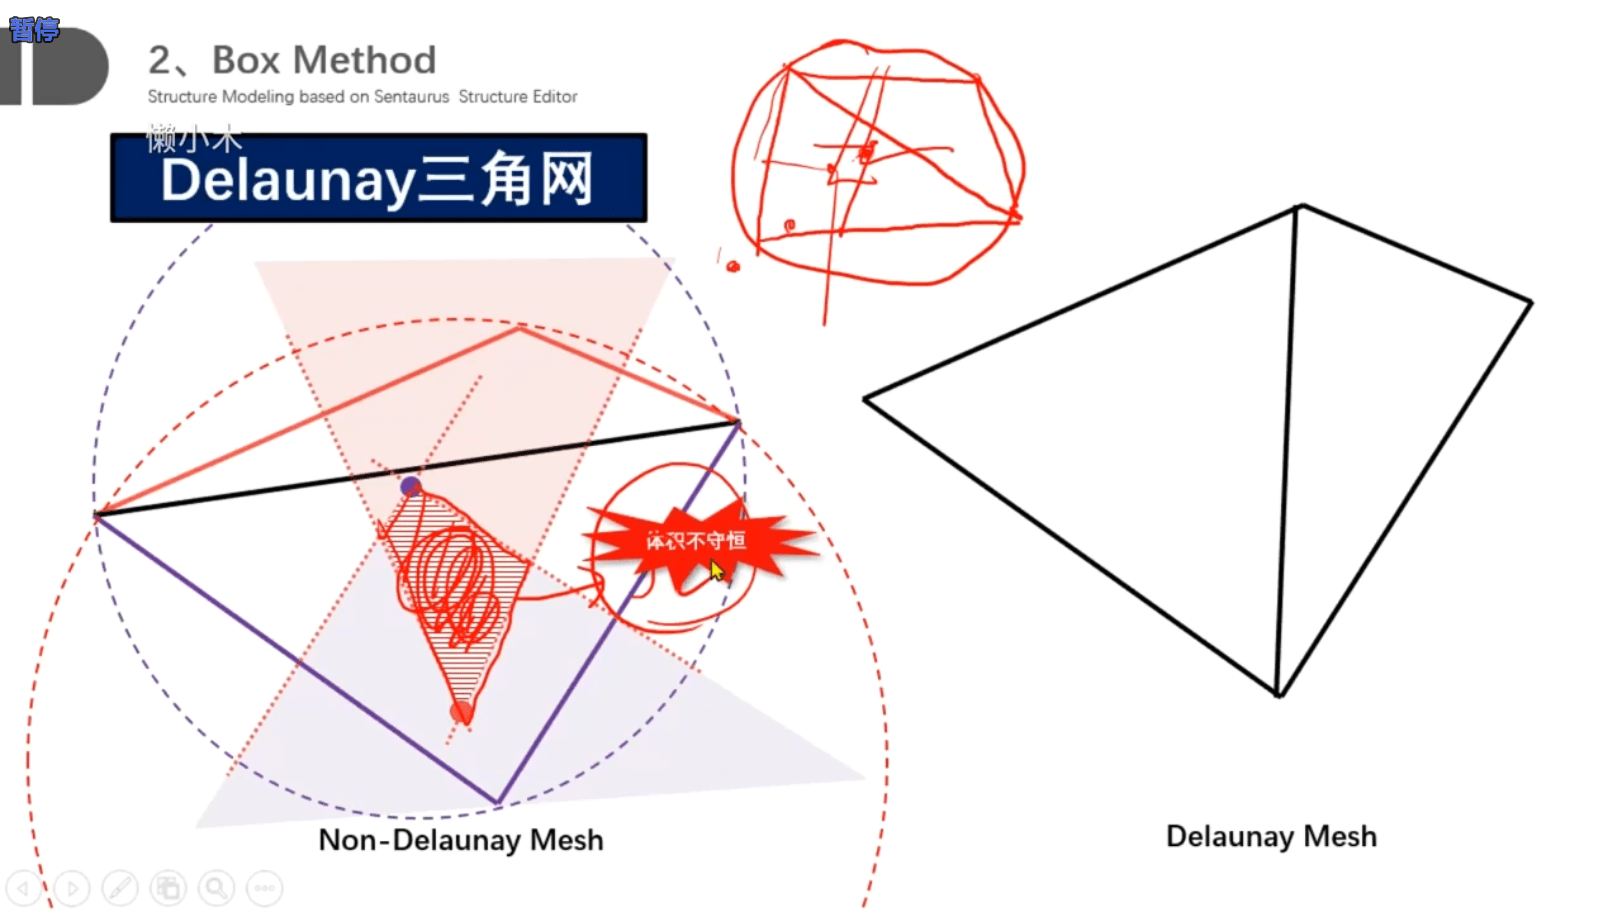 暂停
2、Box Method
Structure Modeling based on Sentaurus Structure Editor
懒小木
Delaunay三角网
体积不守恒
Non-Delaunay Mesh
Delaunay Mesh